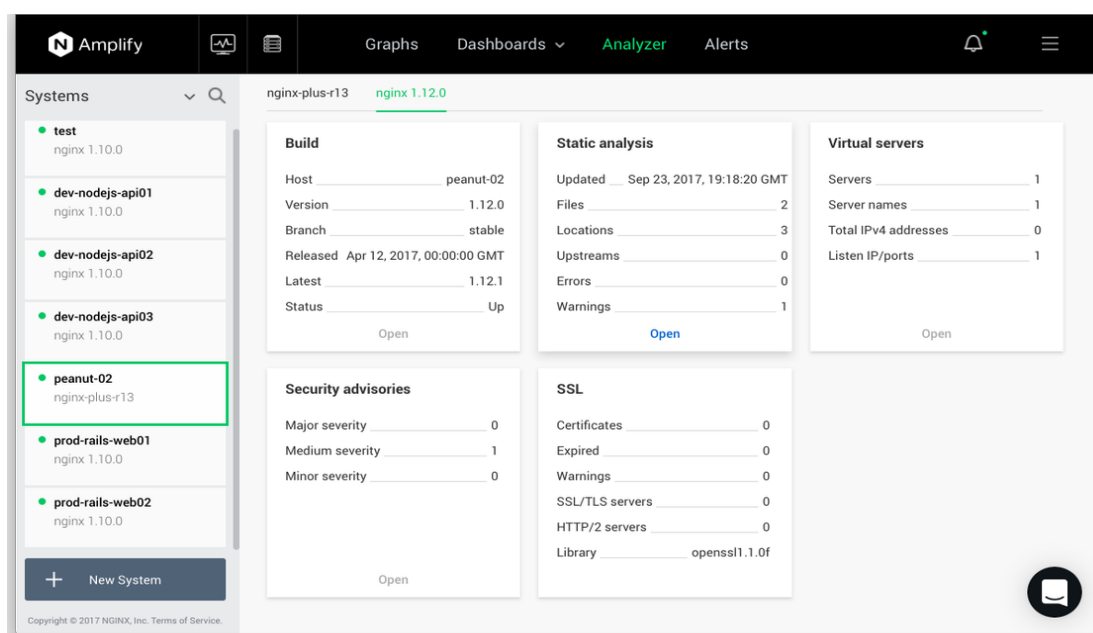 N Amplify
Graphs Dashboards Analyzer Alerts
Systems
test
nginx 1.10.0
dev-nodejs-api01
nginx 1.10.0
dev-nodejs-api02
nginx 1.10.0
dev-nodejs-api03
nginx 1.10.0
peanut-02
nginx-plus-r13
prod-rails-web01
nginx 1.10.0
prod-rails-web02
nginx 1.10.0
+ New System
Copyright © 2017 NGINX, Inc. Terms of Service.
nginx-plus-r13 nginx 1.12.0
Build
Host peanut-02
Version 1.12.0
Branch stable
Released Apr 12, 2017, 00:00:00 GMT
Latest 1.12.1
Status Up
Open
Static analysis
Updated Sep 23, 2017, 19:18:20 GMT
Files 2
Locations 3
Upstreams 0
Errors 0
Warnings 1
Open
Virtual servers
Servers 1
Server names 1
Total IPv4 addresses 0
Listen IP/ports 1
Open
Security advisories
Major severity 0
Medium severity 1
Minor severity 0
Open
SSL
Certificates 0
Expired 0
Warnings 0
SSL/TLS servers 0
HTTP/2 servers 0
Library openssl1.1.0f